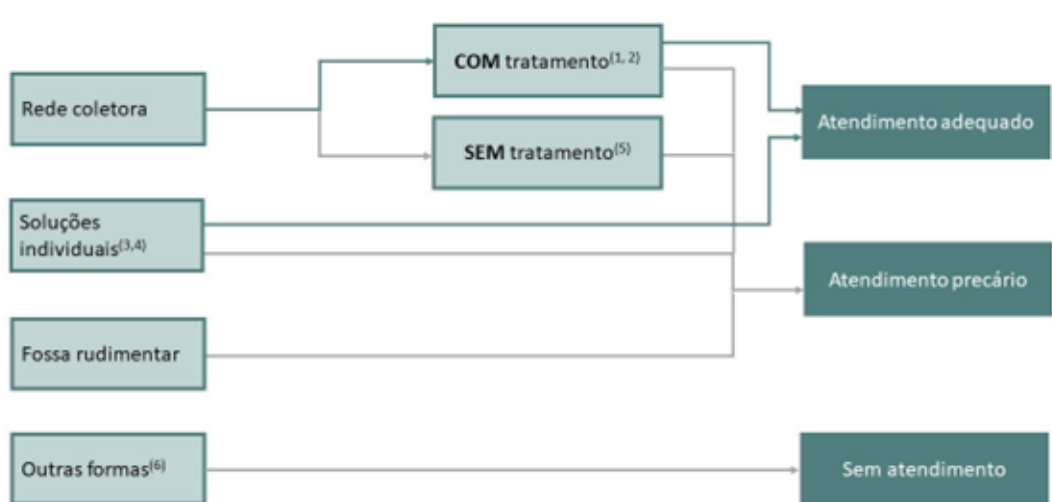 COM tratamento(1, 2)
Rede coletora
Atendimento adequado
SEM tratamento(5)
Soluções
individuais(3,4)
Atendimento precário
Fossa rudimentar
Outras formas(6)
Sem atendimento